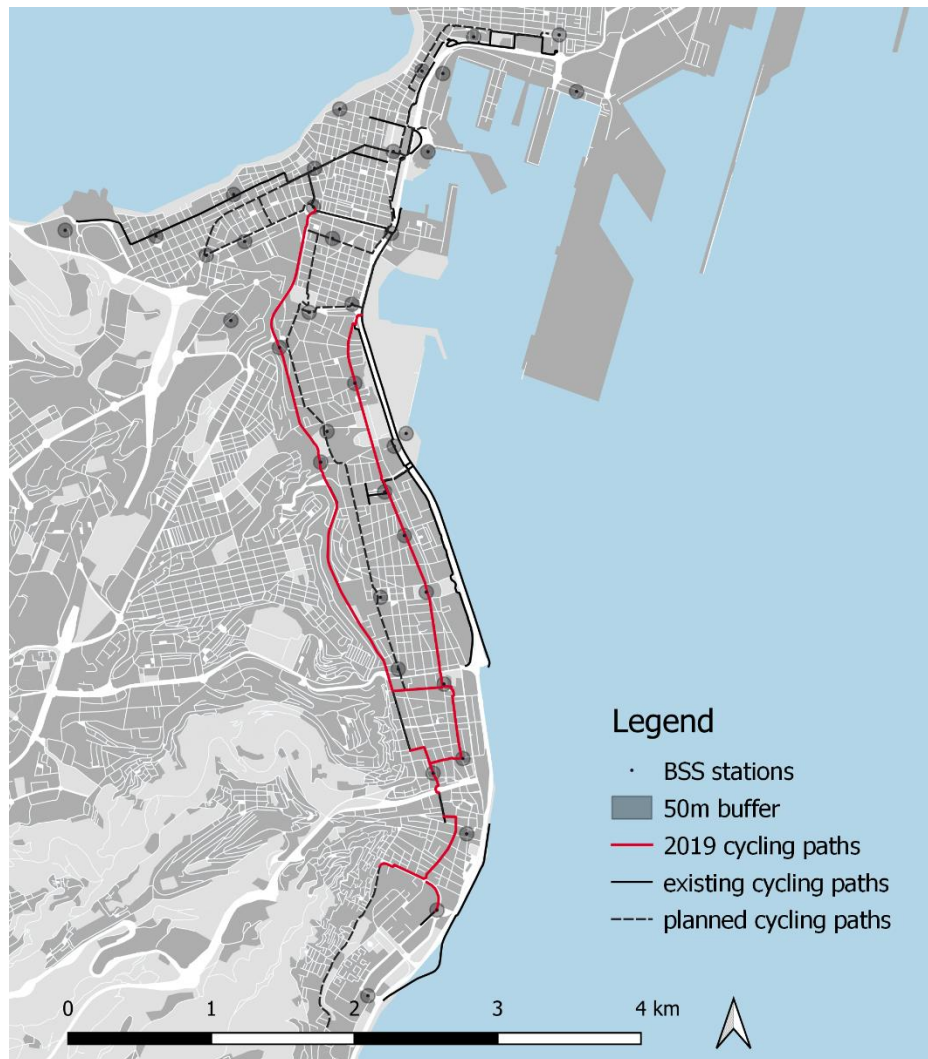 Legend
BSS stations
50m buffer
2019 cycling paths
existing cycling paths
planned cycling paths
0 1 2 3 4 km